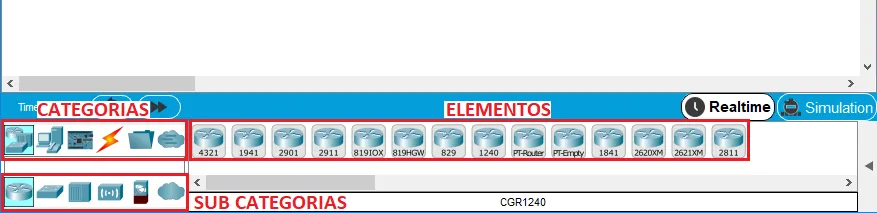 Time
CATEGORIAS
ELEMENTOS
Realtime
Simulation
4321 1941 2901 2911 819IOX 819HGW 829 1240 PT-Router PT-Empty 1841 2620XM 2621XM 2811
SUB CATEGORIAS
CGR1240